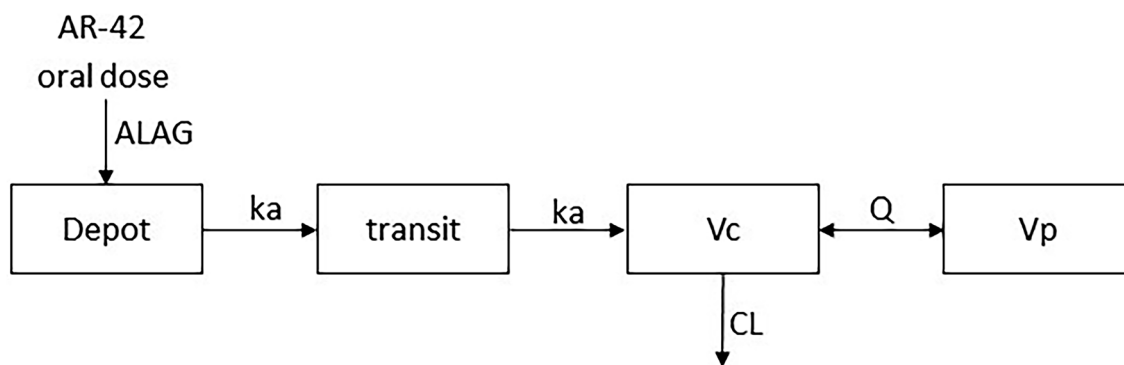 AR-42
oral dose
ALAG
Depot
ka
transit
ka
Vc
Q
Vp
CL